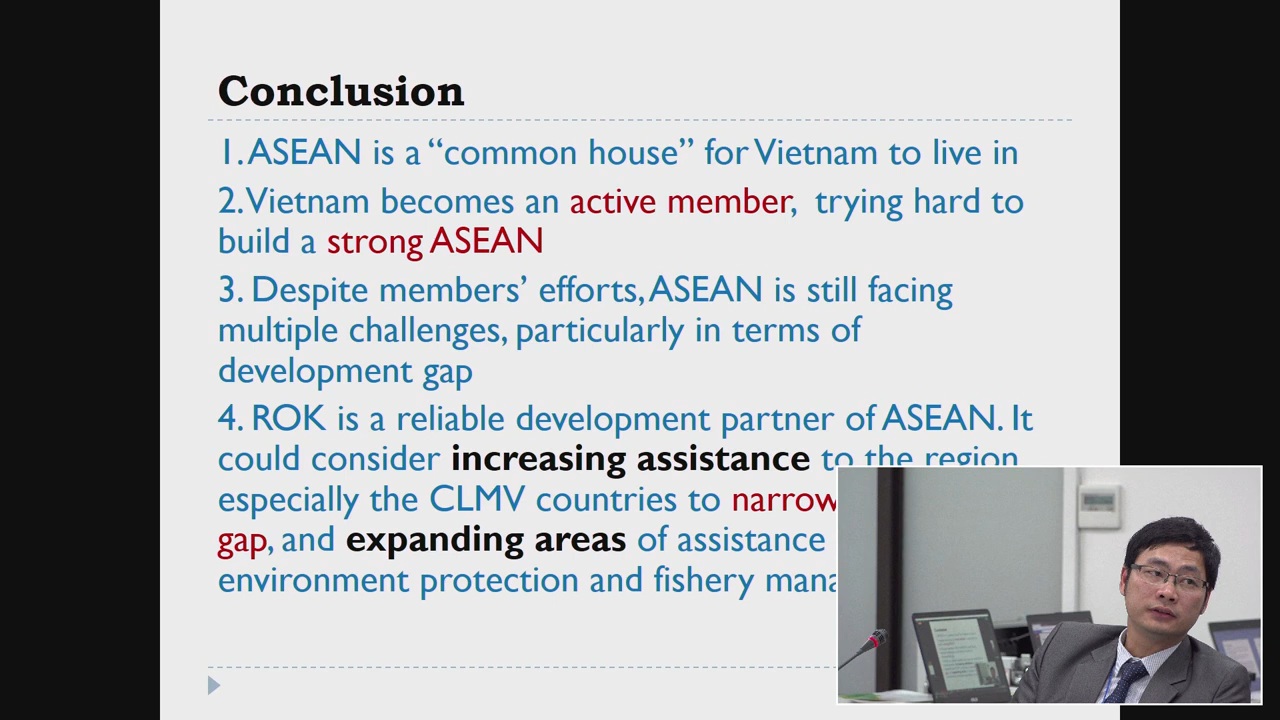 Conclusion
1. ASEAN is a “common house” for Vietnam to live in
2. Vietnam becomes an active member, trying hard to
build a strong ASEAN
3. Despite members’ efforts, ASEAN is still facing
multiple challenges, particularly in terms of
development gap
4. ROK is a reliable development partner of ASEAN. It
could consider increasing assistance to the region
especially the CLMV countries to narrow
gap, and expanding areas of assistance
environment protection and fishery mana